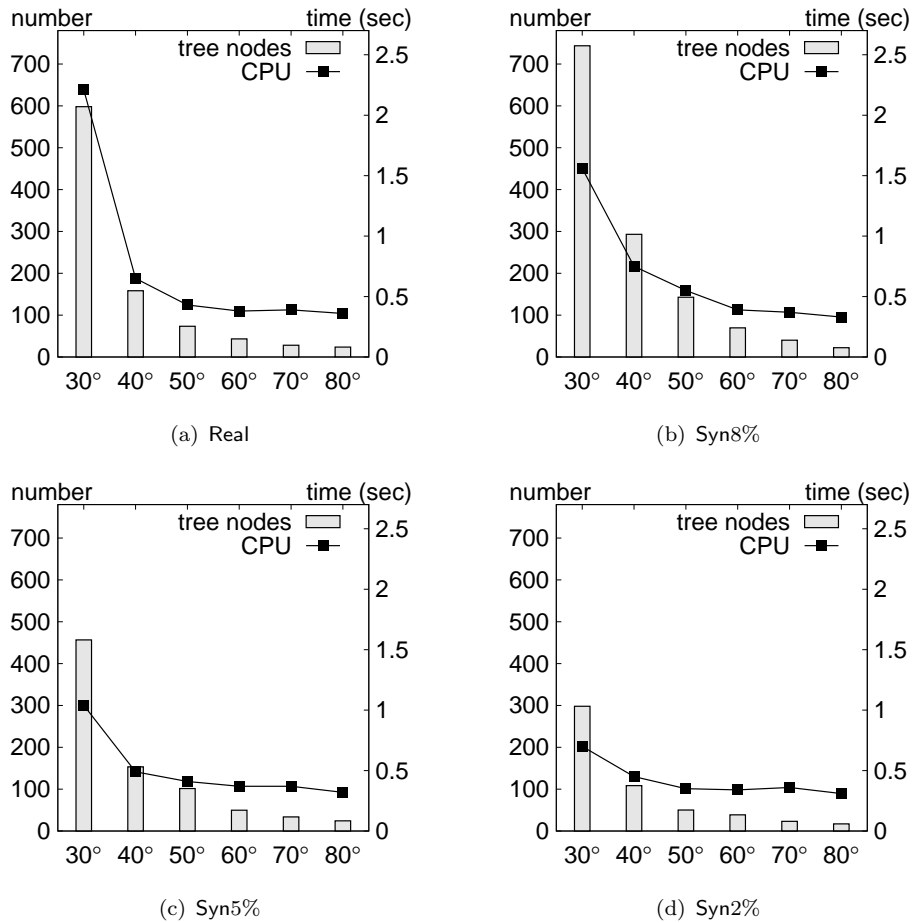 number time (sec)
tree nodes
CPU
700
600
500
400
300
200
100
0
2.5
2
1.5
1
0.5
0
30° 40° 50° 60° 70° 80°
(a) Real
number time (sec)
tree nodes
CPU
700
600
500
400
300
200
100
0
2.5
2
1.5
1
0.5
0
30° 40° 50° 60° 70° 80°
(b) Syn8%
number time (sec)
tree nodes
CPU
700
600
500
400
300
200
100
0
2.5
2
1.5
1
0.5
0
30° 40° 50° 60° 70° 80°
(c) Syn5%
number time (sec)
tree nodes
CPU
700
600
500
400
300
200
100
0
2.5
2
1.5
1
0.5
0
30° 40° 50° 60° 70° 80°
(d) Syn2%